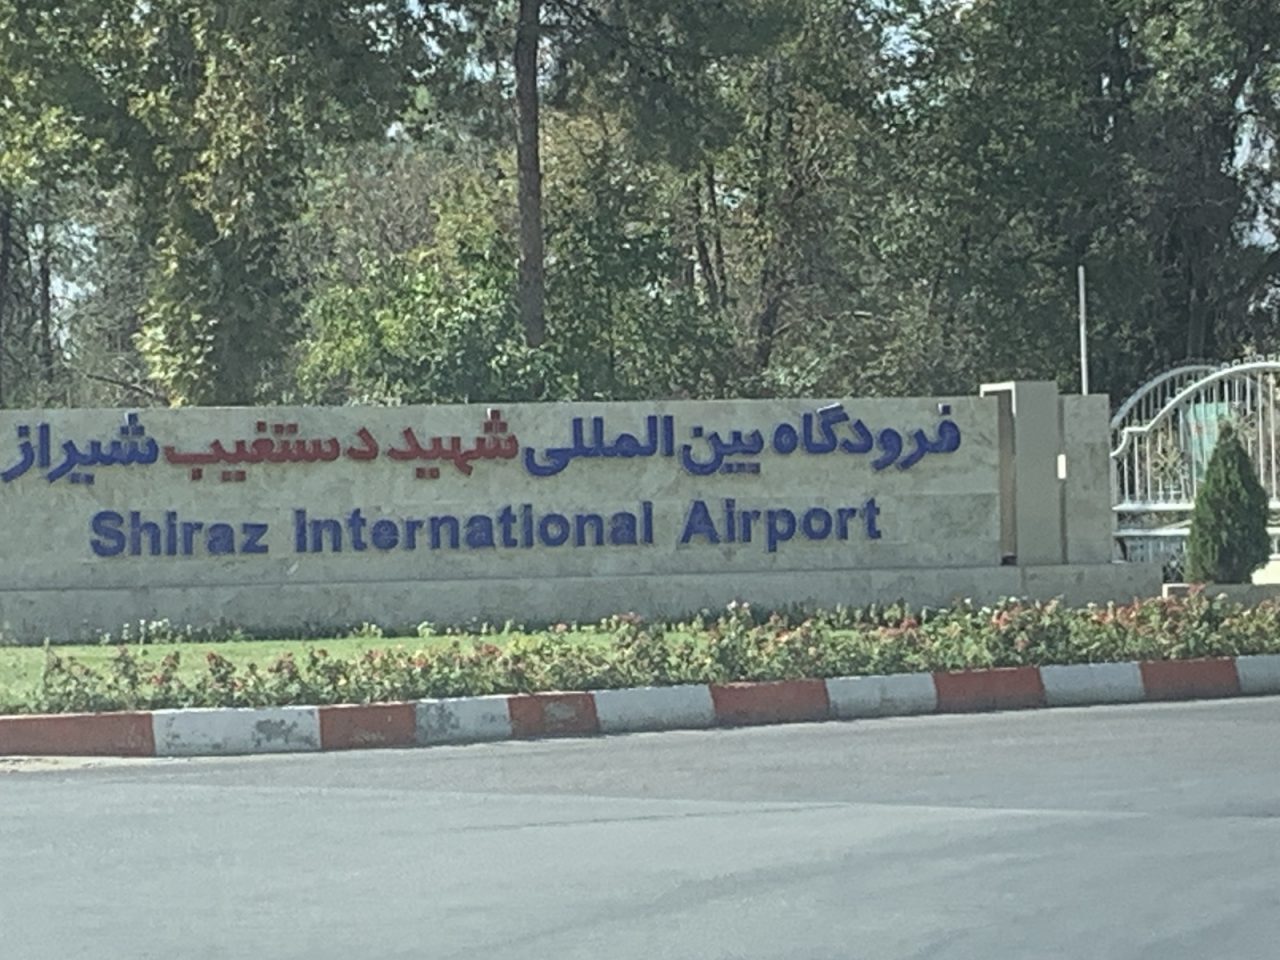 فرودگاه بین المللی شهید دستغیب شیراز
Shiraz International Airport